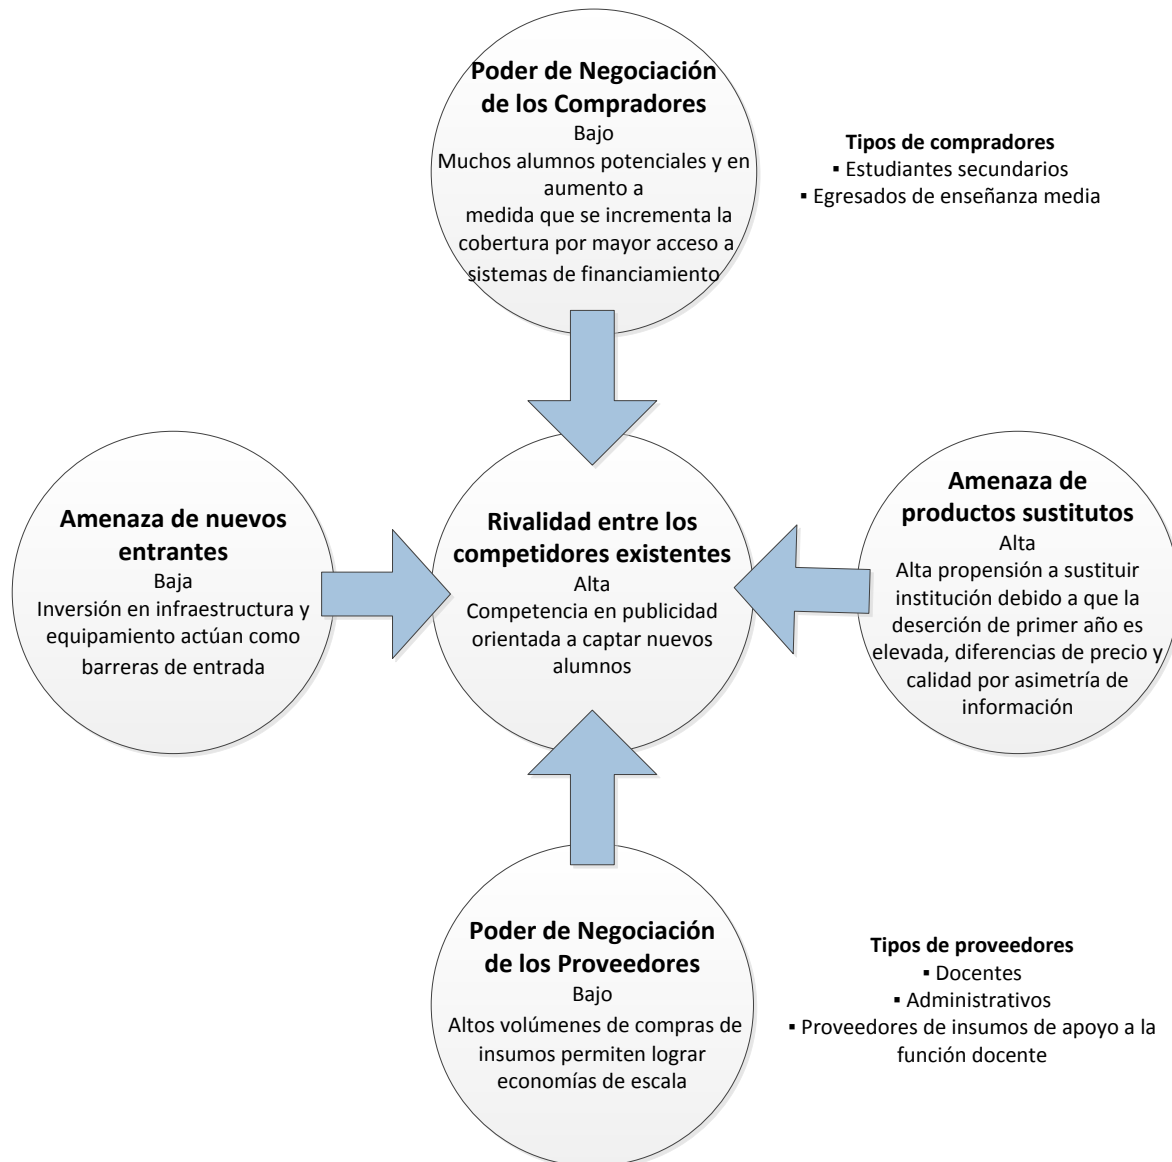 Poder de Negociación
de los Compradores
Bajo
Muchos alumnos potenciales y en
aumento a
medida que se incrementa la
cobertura por mayor acceso a
sistemas de financiamiento
Tipos de compradores
▪ Estudiantes secundarios
▪ Egresados de enseñanza media
Amenaza de nuevos
entrantes
Baja
Inversión en infraestructura y
equipamiento actúan como
barreras de entrada
Rivalidad entre los
competidores existentes
Alta
Competencia en publicidad
orientada a captar nuevos
alumnos
Amenaza de
productos sustitutos
Alta
Alta propensión a sustituir
institución debido a que la
deserción de primer año es
elevada, diferencias de precio y
calidad por asimetría de
información
Poder de Negociación
de los Proveedores
Bajo
Altos volúmenes de compras de
insumos permiten lograr
economías de escala
Tipos de proveedores
▪ Docentes
▪ Administrativos
▪ Proveedores de insumos de apoyo a la
función docente